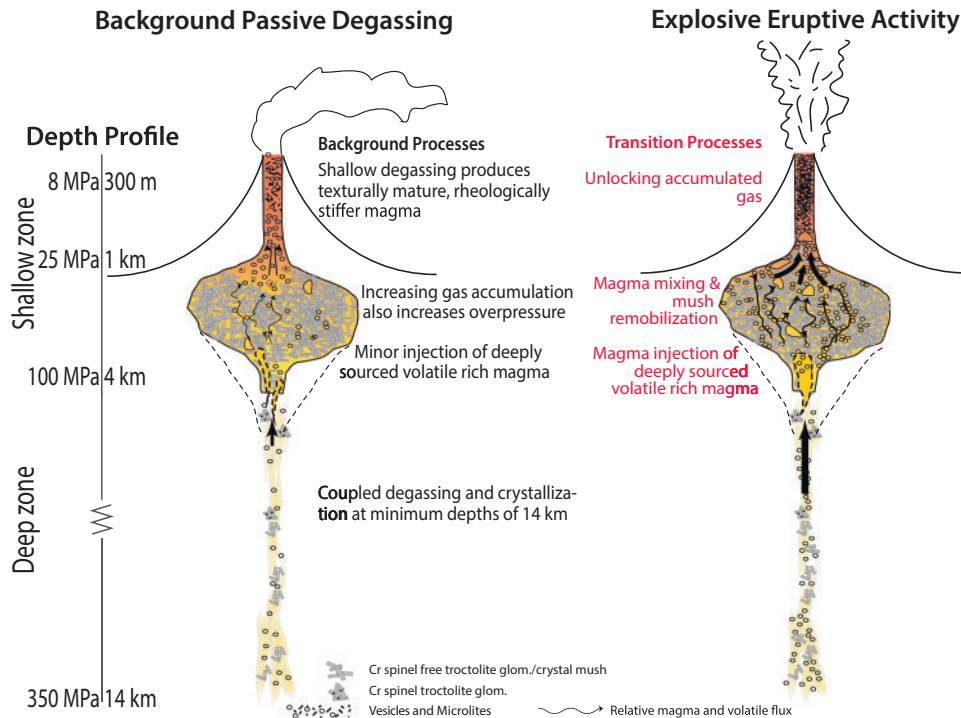 Background Passive Degassing
Explosive Eruptive Activity
Depth Profile
8 MPa 300 m
25 MPa 1 km
100 MPa 4 km
350 MPa 14 km
Shallow zone
Deep zone
Background Processes
Shallow degassing produces
texturally mature, rheologically
stiffer magma
Increasing gas accumulation
also increases overpressure
Minor injection of deeply
sourced volatile rich magma
Coupled degassing and crystalliza-
tion at minimum depths of 14 km
Transition Processes
Unlocking accumulated
gas
Magma mixing &
mush
remobilization
Magma injection of
deeply sourced
volatile rich magma
Cr spinel free troctolite glom./crystal mush
Cr spinel troctolite glom.
Vesicles and Microlites
Relative magma and volatile flux